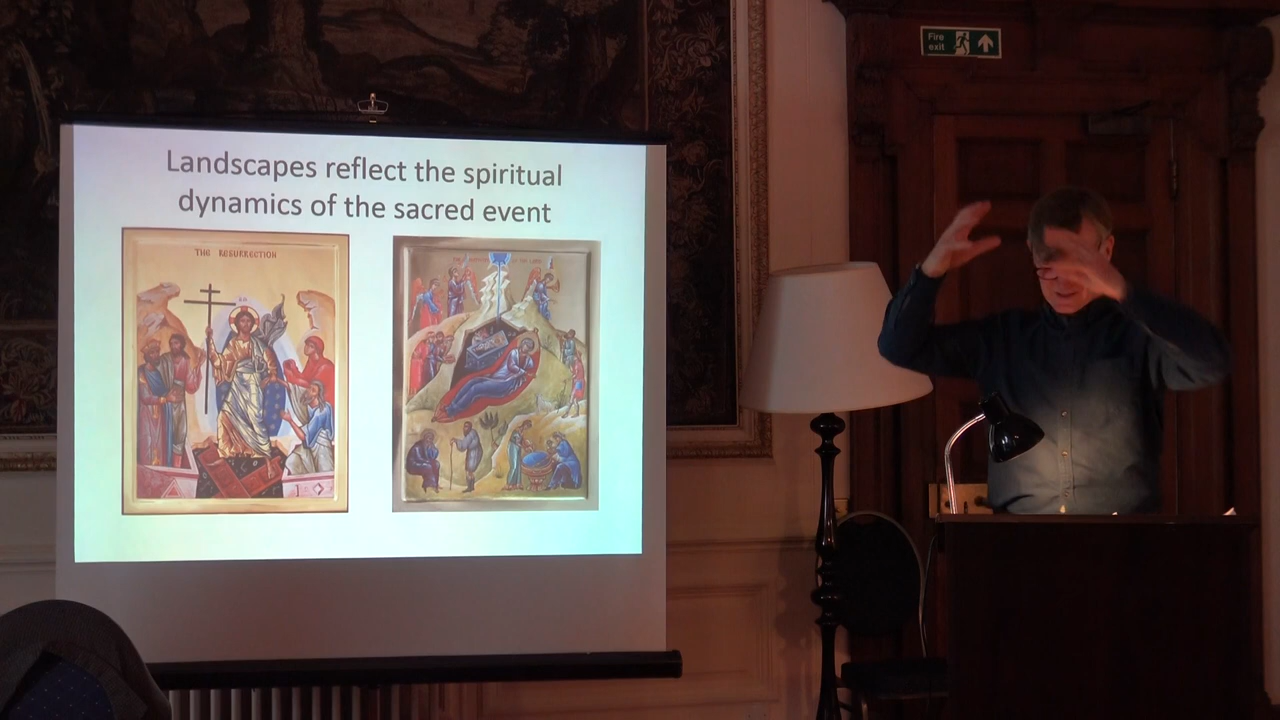 Fire
exit
Landscapes reflect the spiritual
dynamics of the sacred event
THE RESURRECTION